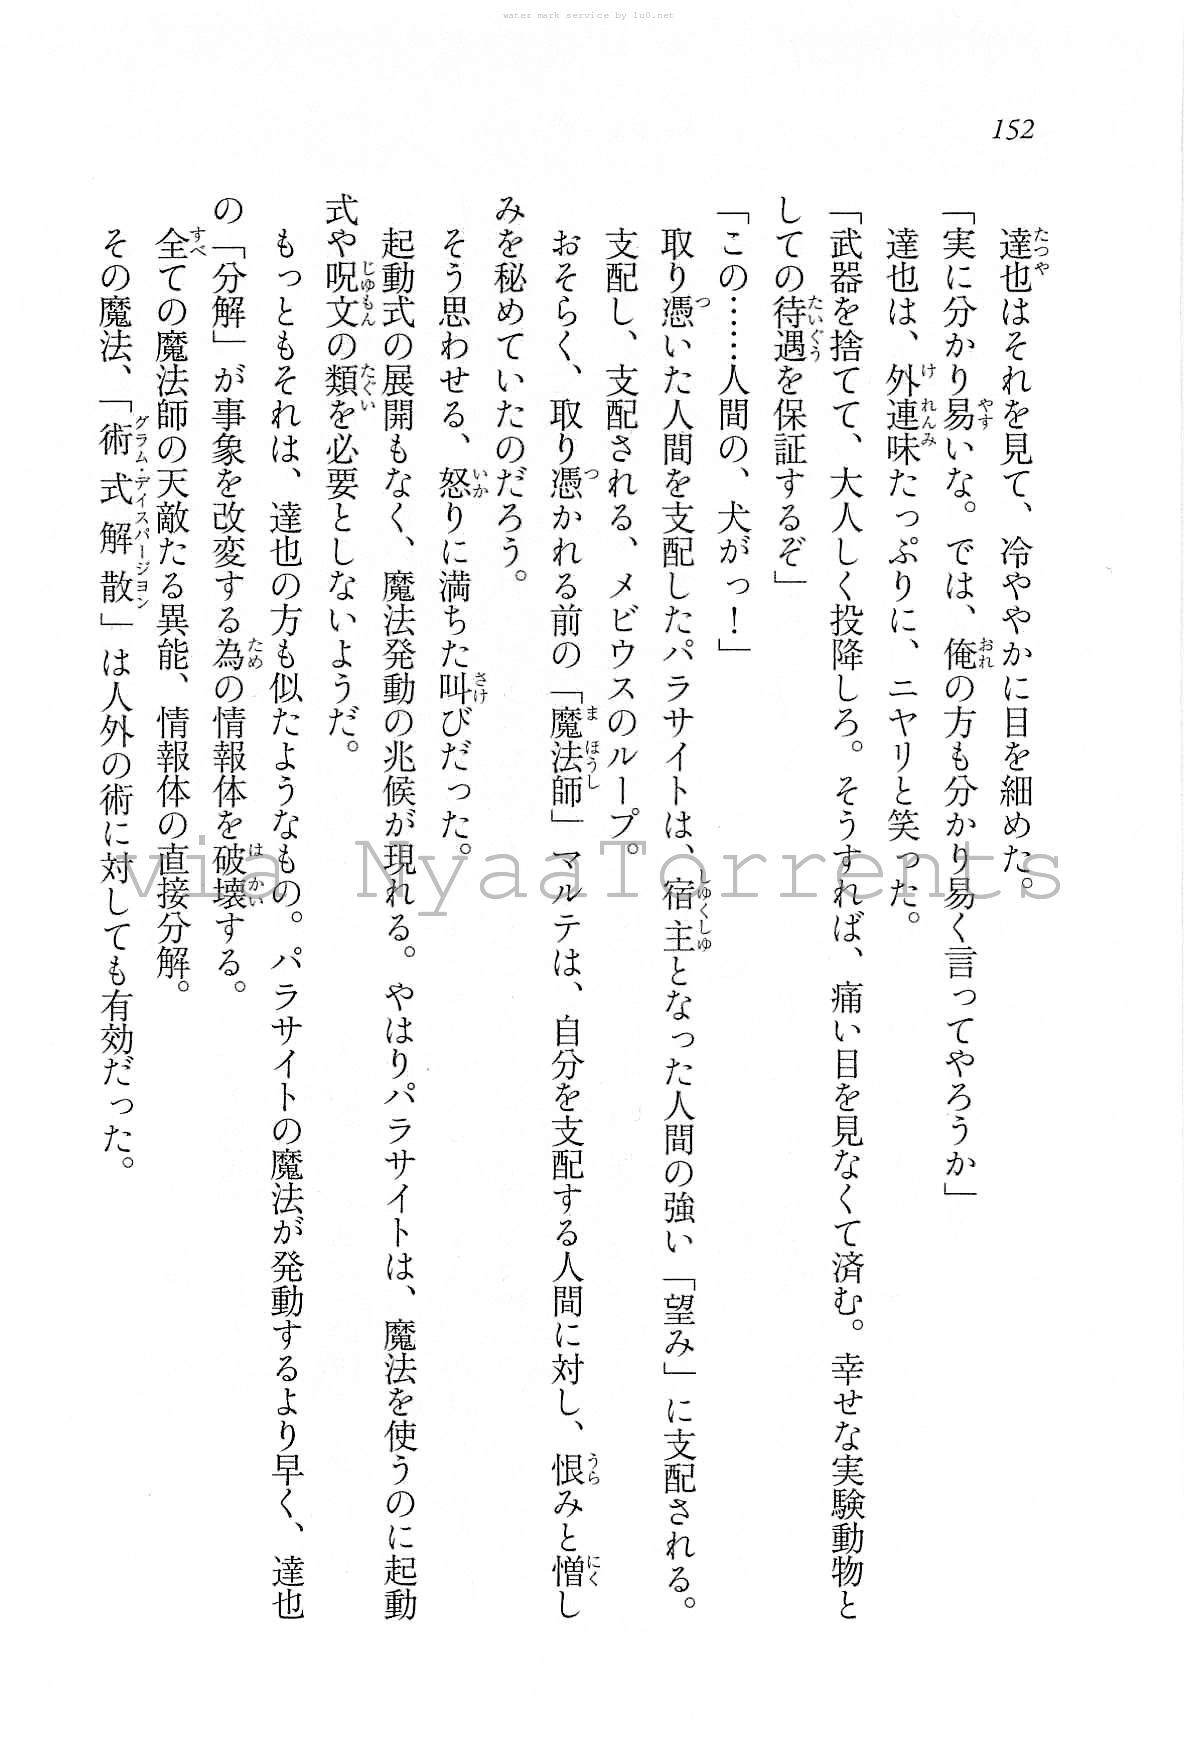 water mark service by lu0.net
152
達也はそれを見て、冷ややかに目を細めた。
「実に分かり易いな。では、俺の方も分かり易く言ってやろうか」
達也は、外連味たっぷりに、ニヤリと笑った。
「武器を捨てて、大人しく投降しろ。そうすれば、痛い目を見なくて済む。幸せな実験動物と
しての待遇を保証するぞ」
「この……人間の、犬がっ！」
取り憑いた人間を支配したパラサイトは、宿主となった人間の強い「望み」に支配される。
支配し、支配される、メビウスのループ。
おそらく、取り憑かれる前の「魔法師」マルテは、自分を支配する人間に対し、恨みと憎し
みを秘めていたのだろう。
そう思わせる、怒りに満ちた叫びだった。
起動式の展開もなく、魔法発動の兆候が現れる。やはりパラサイトは、魔法を使うのに起動
式や呪文の類を必要としないようだ。
もっともそれは、達也の方も似たようなもの。パラサイトの魔法が発動するより早く、達也
の「分解」が事象を改変する為の情報体を破壊する。
全ての魔法師の天敵たる異能、情報体の直接分解。
その魔法、「術式解散」は人外の術に対しても有効だった。
via NyaaTorrents